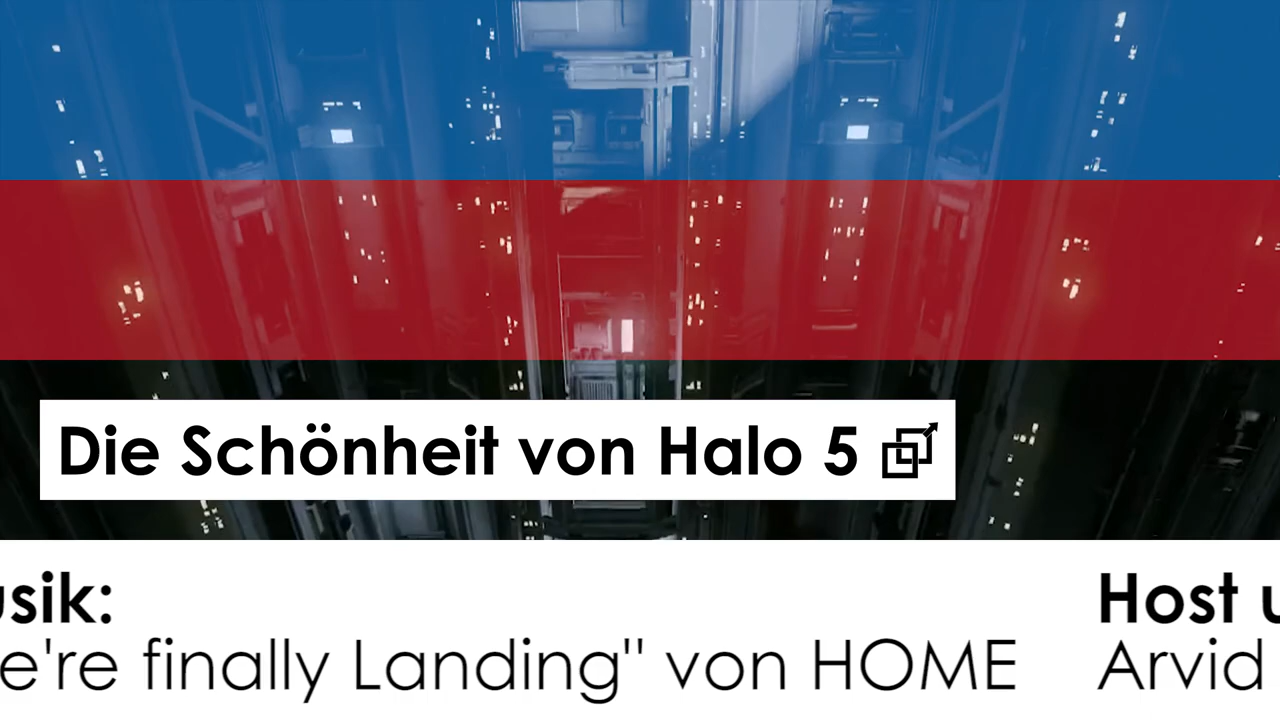 Die Schönheit von Halo 5
usik:
e're finally Landing" von HOME
Host u
Arvid